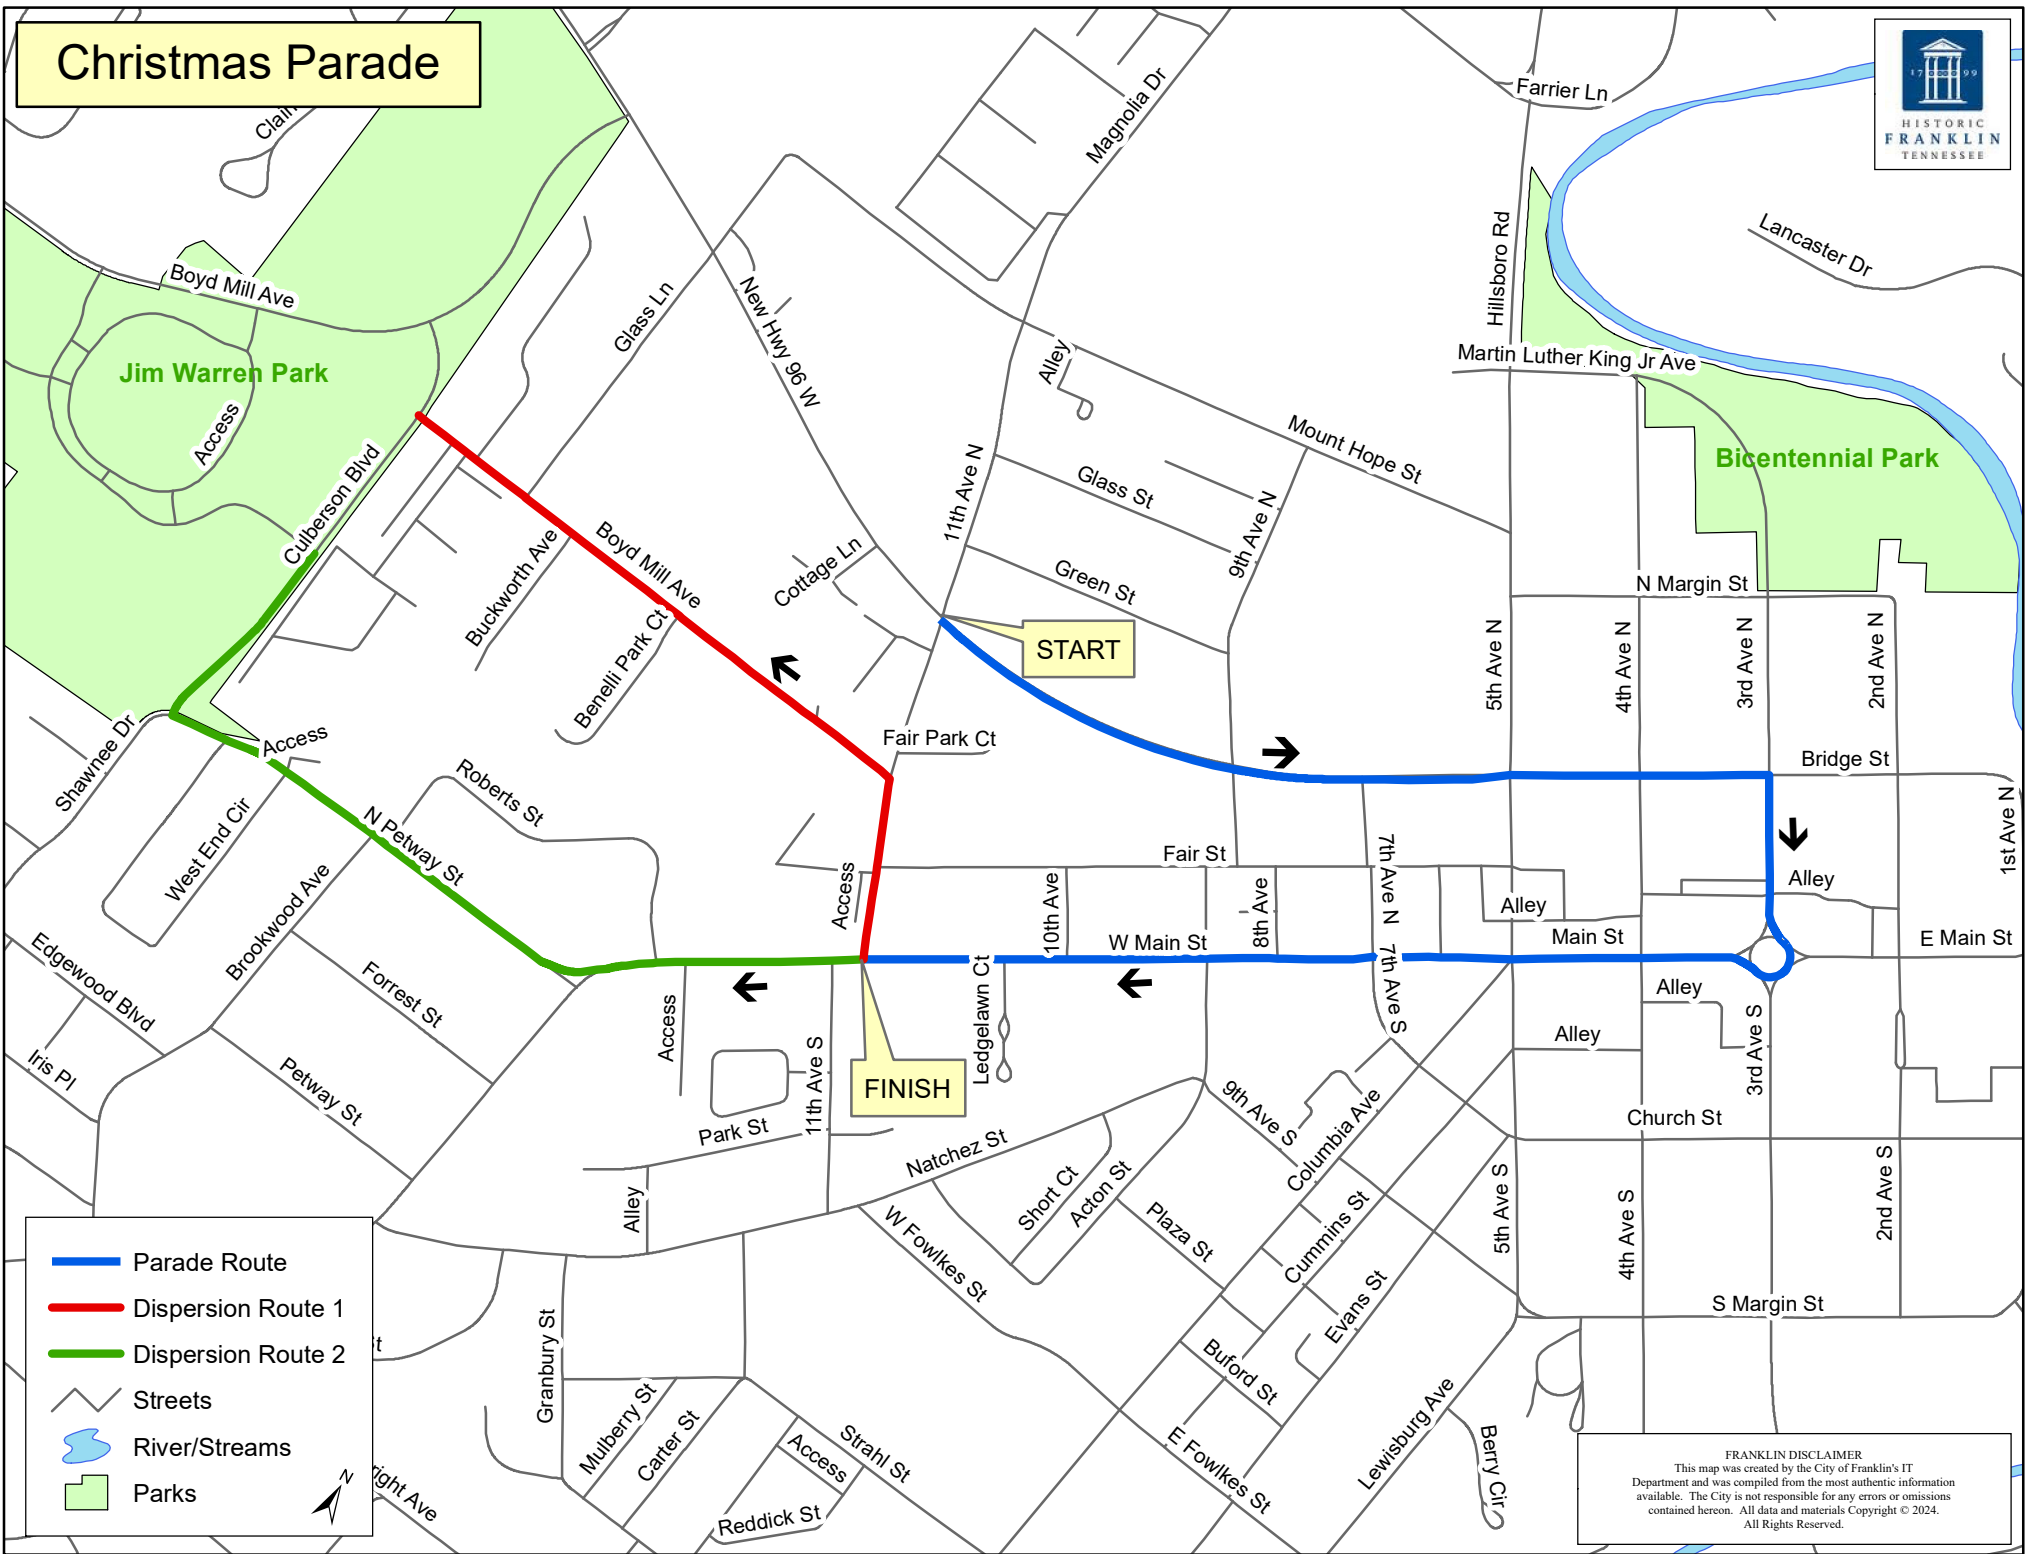 Christmas Parade
17 99
HISTORIC
FRANKLIN
TENNESSEE
Magnolia Dr
Farrier Ln
Hillsboro Rd
Lancaster Dr
Boyd Mill Ave
Glass Ln
New Hwy 96 W
Alley
Martin Luther King Jr Ave
Jim Warren Park
Access
Culberson Blvd
Mount Hope St
Bicentennial Park
11th Ave N
Glass St
9th Ave N
Buckworth Ave
Boyd Mill Ave
Cottage Ln
Green St
N Margin St
Benelli Park Ct
START
5th Ave N
4th Ave N
3rd Ave N
2nd Ave N
Shawnee Dr
Access
Fair Park Ct
Bridge St
Roberts St
West End Cir
N Petway St
1st Ave N
Brookwood Ave
Access
Fair St
10th Ave
8th Ave
7th Ave N
Alley
Alley
Main St
W Main St
E Main St
Edgewood Blvd
Forrest St
Access
Ledgelawn Ct
7th Ave S
Alley
Alley
3rd Ave S
Iris Pl
Petway St
11th Ave S
FINISH
Park St
Natchez St
9th Ave S
Columbia Ave
Church St
Alley
Short Ct
Acton St
Plaza St
Cummins St
5th Ave S
4th Ave S
2nd Ave S
W Fowlkes St
Evans St
S Margin St
Buford St
Granbury St
Mulberry St
Carter St
Access
Strahl St
Reddick St
E Fowlkes St
Lewisburg Ave
Berry Cir
Parade Route
Dispersion Route 1
Dispersion Route 2
Streets
River/Streams
Parks
N
FRANKLIN DISCLAIMER
This map was created by the City of Franklin's IT
Department and was compiled from the most authentic information
available. The City is not responsible for any errors or omissions
contained hereon. All data and materials Copyright © 2024.
All Rights Reserved.